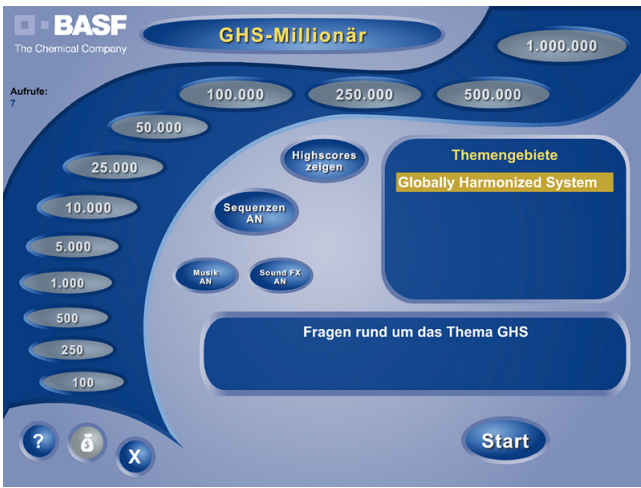 BASF
The Chemical Company
GHS-Millionär
1.000.000
Aufrufe:
7
100.000
250.000
500.000
50.000
25.000
10.000
5.000
1.000
500
250
100
Highscores
zeigen
Sequenzen
AN
Musik
AN
Sound FX
AN
Themengebiete
Globally Harmonized System
Fragen rund um das Thema GHS
?
$
X
Start